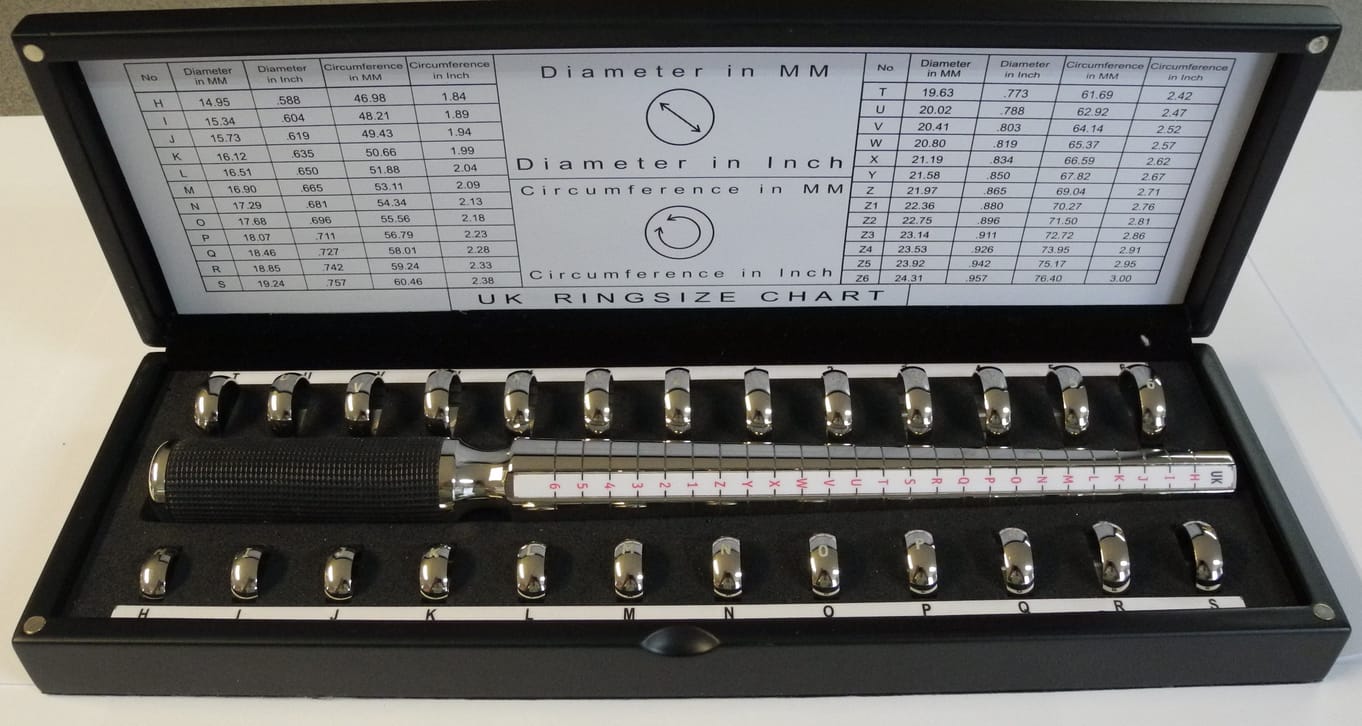 No Diameter in MM Diameter in Inch Circumference in MM Circumference in Inch
H 14.95 .588 46.98 1.84
I 15.34 .604 48.21 1.89
J 15.73 .619 49.43 1.94
K 16.12 .635 50.66 1.99
L 16.51 .650 51.88 2.04
M 16.90 .665 53.11 2.09
N 17.29 .681 54.34 2.13
O 17.68 .696 55.56 2.18
P 18.07 .711 56.79 2.23
Q 18.46 .727 58.01 2.28
R 18.85 .742 59.24 2.33
S 19.24 .757 60.46 2.38
Diameter in MM
Diameter in Inch
Circumference in MM
Circumference in Inch
No Diameter in MM Diameter in Inch Circumference in MM Circumference in Inch
T 19.63 .773 61.69 2.42
U 20.02 .788 62.92 2.47
V 20.41 .803 64.14 2.52
W 20.80 .819 65.37 2.57
X 21.19 .834 66.59 2.62
Y 21.58 .850 67.82 2.67
Z 21.97 .865 69.04 2.71
Z1 22.36 .880 70.27 2.76
Z2 22.75 .896 71.50 2.81
Z3 23.14 .911 72.72 2.86
Z4 23.53 .926 73.95 2.91
Z5 23.92 .942 75.17 2.95
Z6 24.31 .957 76.40 3.00
UK RINGSIZE CHART
6 5 4 3 2 1 Z Y X W V U T S R Q P O N M L K J I H UK
K M N O P
H I J K L M N O P Q R S